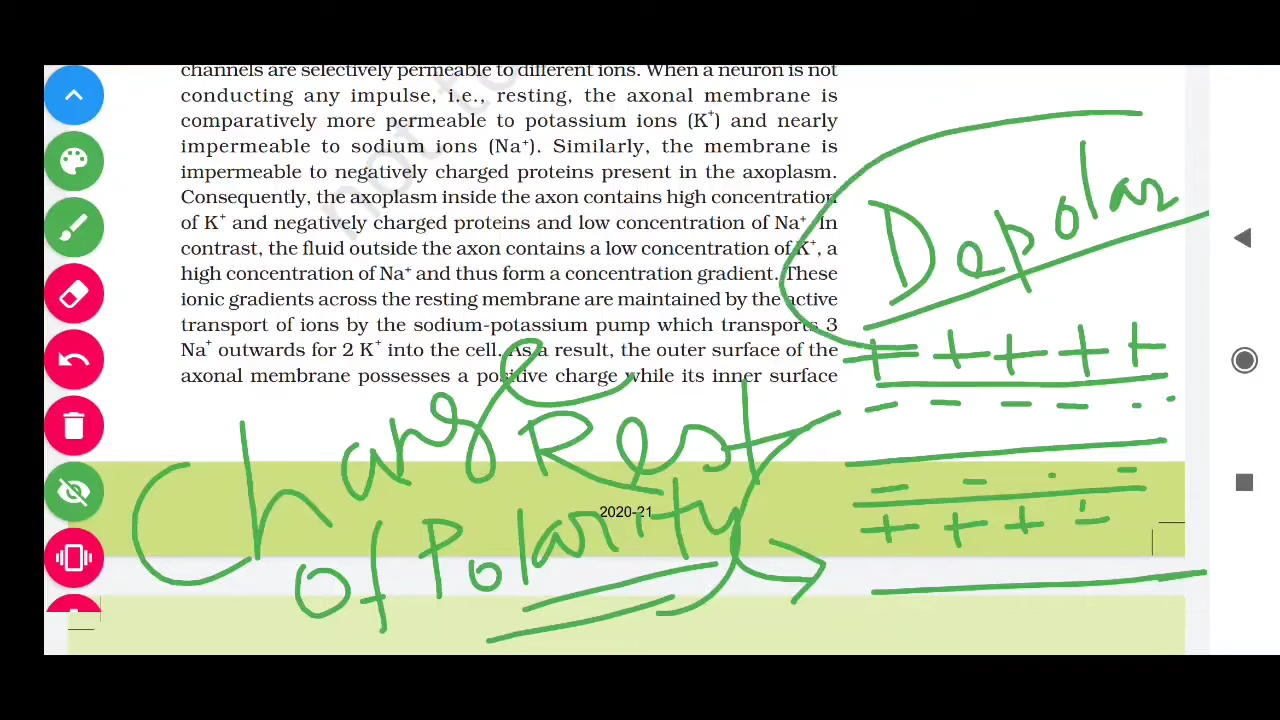 channels are selectively permeable to different ions. When a neuron is not
conducting any impulse, i.e., resting, the axonal membrane is
comparatively more permeable to potassium ions (K⁺) and nearly
impermeable to sodium ions (Na⁺). Similarly, the membrane is
impermeable to negatively charged proteins present in the axoplasm.
Consequently, the axoplasm inside the axon contains high concentration
of K⁺ and negatively charged proteins and low concentration of Na⁺. In
contrast, the fluid outside the axon contains a low concentration of K⁺, a
high concentration of Na⁺ and thus form a concentration gradient. These
ionic gradients across the resting membrane are maintained by the active
transport of ions by the sodium-potassium pump which transports 3
Na⁺ outwards for 2 K⁺ into the cell. As a result, the outer surface of the
axonal membrane possesses a positive charge while its inner surface
not to
Depolar
+ + + + +
- - - - -
- - - -
+ + + ±
Change
Rest
of Polarity
2020-21